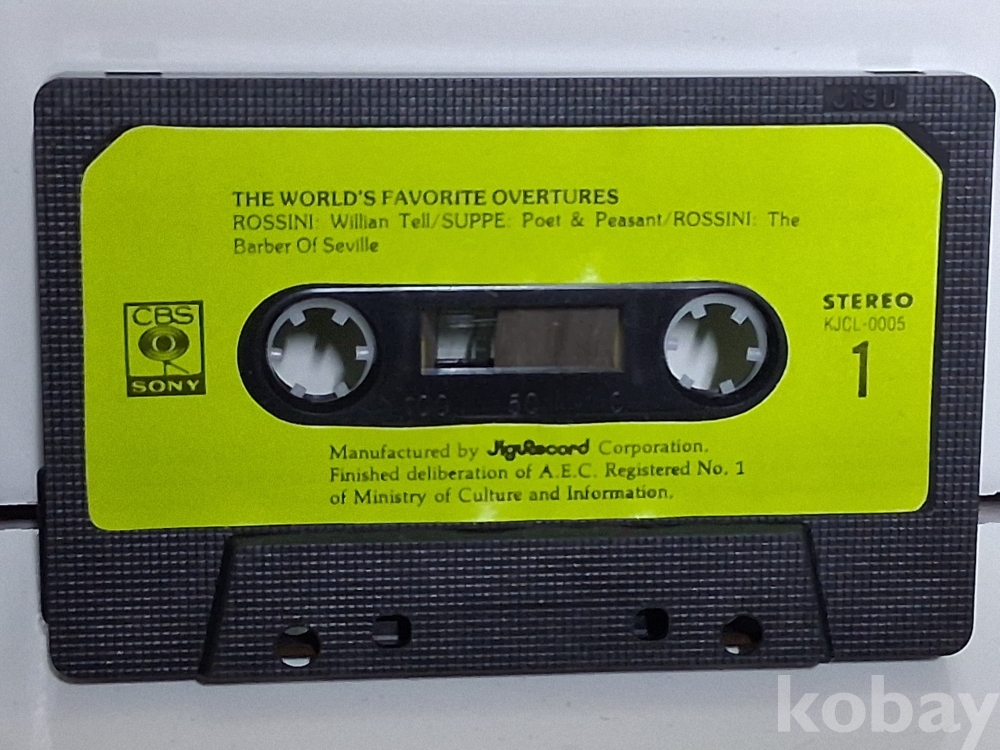 JigU
THE WORLD'S FAVORITE OVERTURES
ROSSINI: Willian Tell/SUPPE: Poet & Peasant/ROSSINI: The
Barber Of Seville
CBS
SONY
STEREO
KJCL-0005
1
100 50 0
Manufactured by JiguRecord Corporation.
Finished deliberation of A.E.C. Registered No. 1
of Ministry of Culture and Information.
kobay